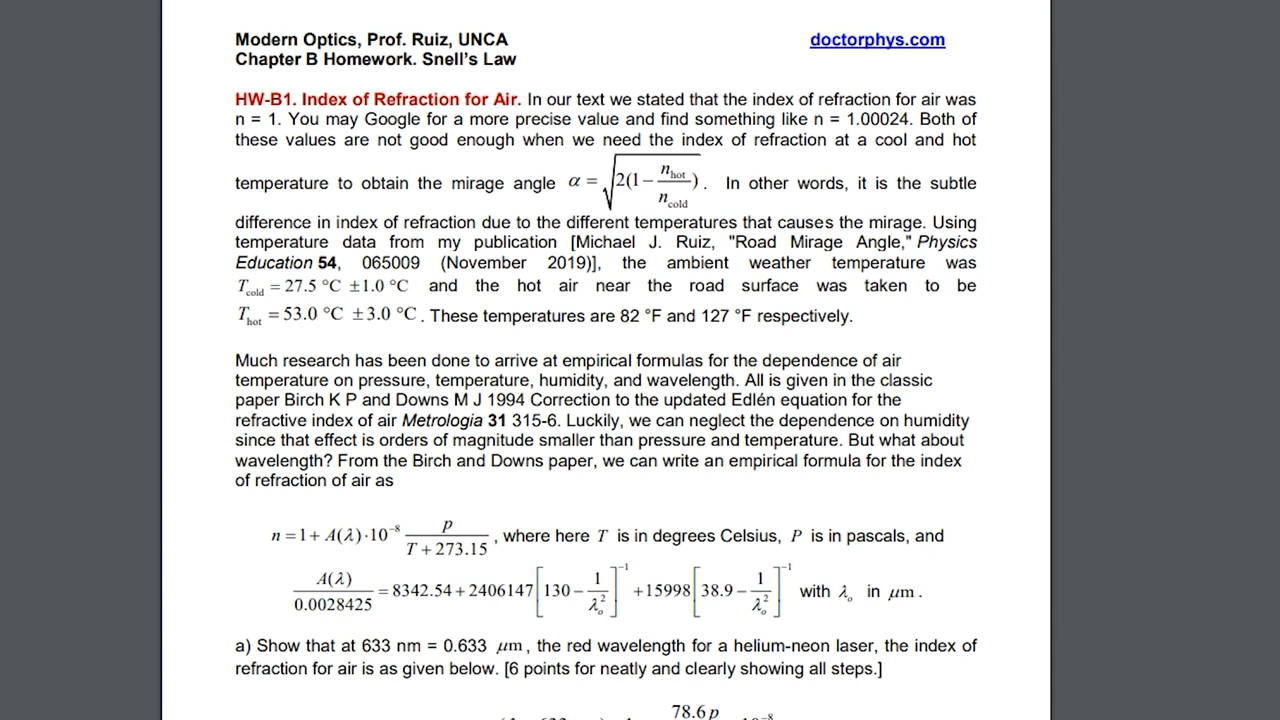 Modern Optics, Prof. Ruiz, UNCA doctorphys.com
Chapter B Homework. Snell's Law
HW-B1. Index of Refraction for Air. In our text we stated that the index of refraction for air was
n = 1. You may Google for a more precise value and find something like n = 1.00024. Both of
these values are not good enough when we need the index of refraction at a cool and hot
temperature to obtain the mirage angle α = √(2(1 − n_hot/n_cold)). In other words, it is the subtle
difference in index of refraction due to the different temperatures that causes the mirage. Using
temperature data from my publication [Michael J. Ruiz, "Road Mirage Angle," Physics
Education 54, 065009 (November 2019)], the ambient weather temperature was
T_cold = 27.5 °C ±1.0 °C and the hot air near the road surface was taken to be
T_hot = 53.0 °C ±3.0 °C. These temperatures are 82 °F and 127 °F respectively.
Much research has been done to arrive at empirical formulas for the dependence of air
temperature on pressure, temperature, humidity, and wavelength. All is given in the classic
paper Birch K P and Downs M J 1994 Correction to the updated Edlén equation for the
refractive index of air Metrologia 31 315-6. Luckily, we can neglect the dependence on humidity
since that effect is orders of magnitude smaller than pressure and temperature. But what about
wavelength? From the Birch and Downs paper, we can write an empirical formula for the index
of refraction of air as
n = 1 + A(λ)·10⁻⁸ p/(T + 273.15), where here T is in degrees Celsius, P is in pascals, and
A(λ)/0.0028425 = 8342.54 + 2406147[130 − 1/λ_o²]⁻¹ + 15998[38.9 − 1/λ_o²]⁻¹ with λ_o in μm.
a) Show that at 633 nm = 0.633 μm, the red wavelength for a helium-neon laser, the index of
refraction for air is as given below. [6 points for neatly and clearly showing all steps.]
78.6 p